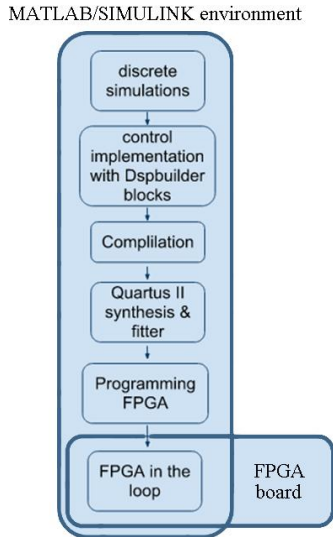 MATLAB/SIMULINK environment
discrete
simulations
control
implementation
with Dspbuilder
blocks
Complilation
Quartus II
synthesis &
fitter
Programming
FPGA
FPGA in the
loop
FPGA
board